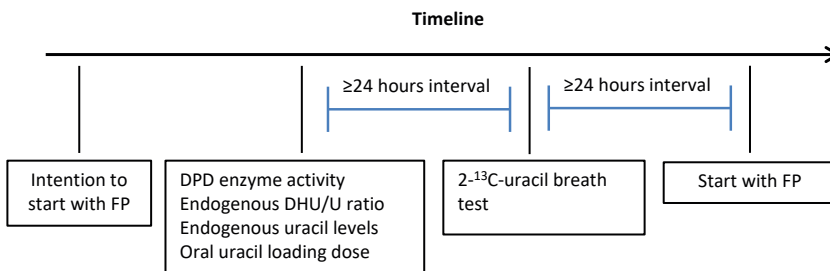 Timeline
≥24 hours interval
≥24 hours interval
Intention to
start with FP
DPD enzyme activity
Endogenous DHU/U ratio
Endogenous uracil levels
Oral uracil loading dose
2-¹³C-uracil breath
test
Start with FP